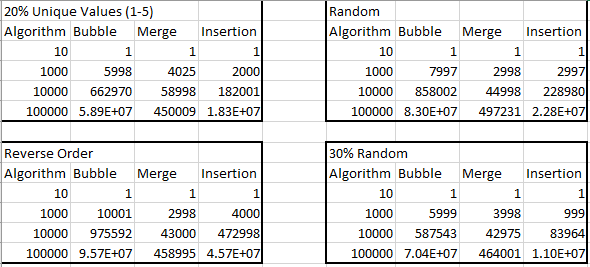 20% Unique Values (1-5)
Algorithm Bubble Merge Insertion
10 1 1 1
1000 5998 4025 2000
10000 662970 58998 182001
100000 5.89E+07 450009 1.83E+07
Random
Algorithm Bubble Merge Insertion
10 1 1 1
1000 7997 2998 2997
10000 858002 44998 228980
100000 8.30E+07 497231 2.28E+07
Reverse Order
Algorithm Bubble Merge Insertion
10 1 1 1
1000 10001 2998 4000
10000 975592 43000 472998
100000 9.57E+07 458995 4.57E+07
30% Random
Algorithm Bubble Merge Insertion
10 1 1 1
1000 5999 3998 999
10000 587543 42975 83964
100000 7.04E+07 464001 1.10E+07